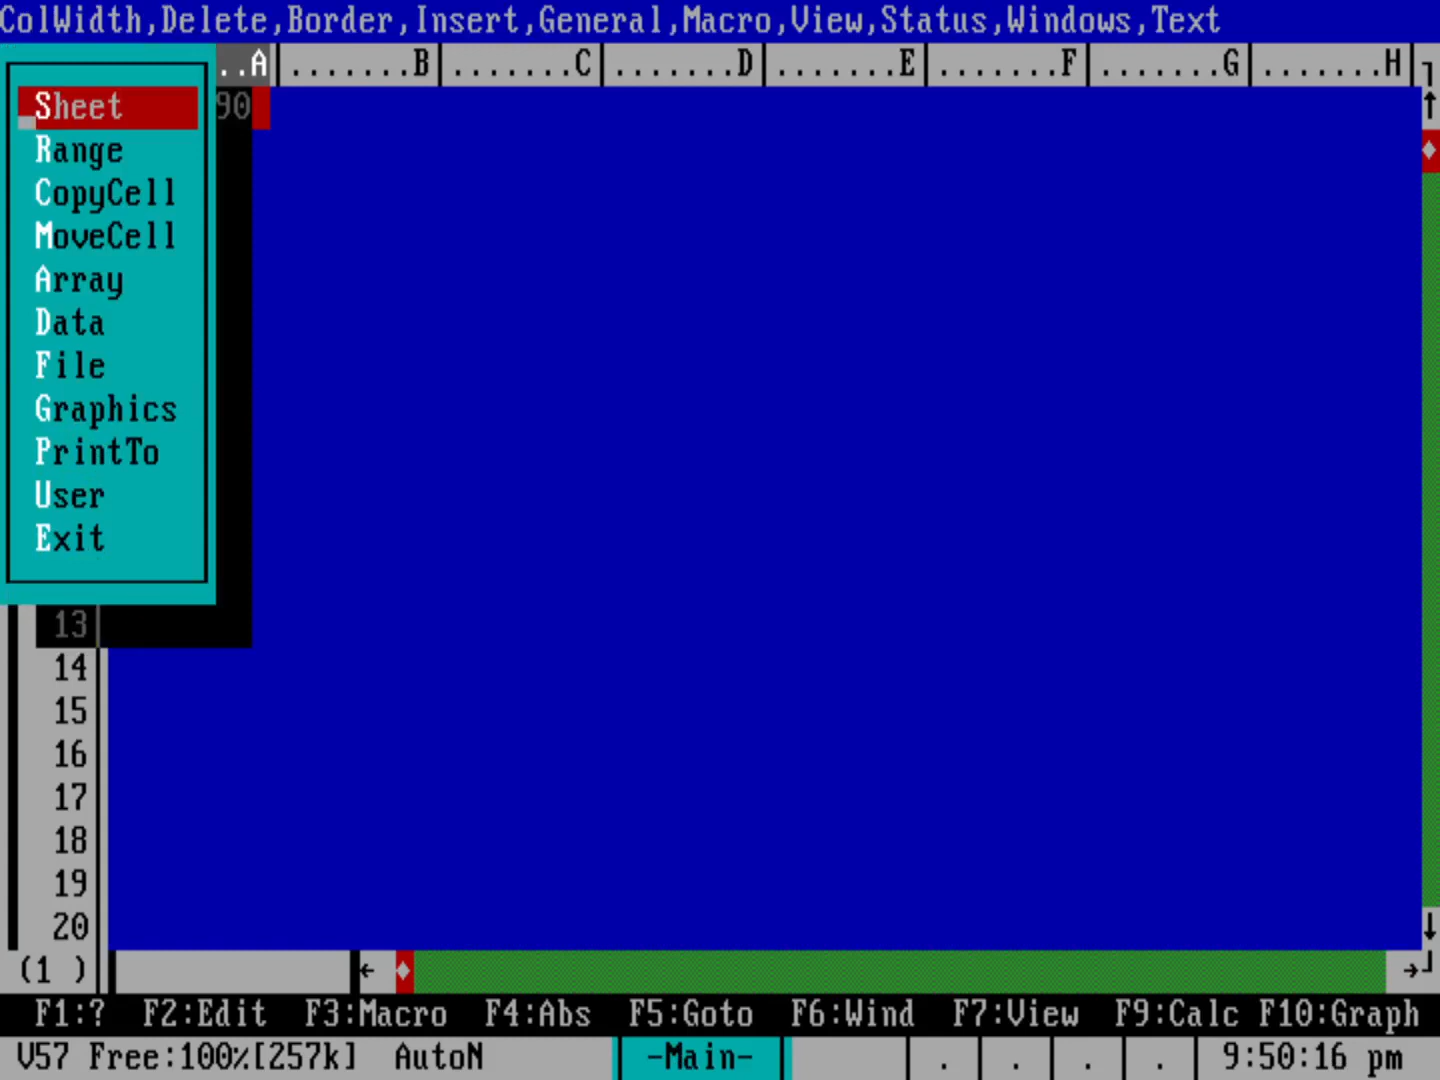 ColWidth,Delete,Border,Insert,General,Macro,View,Status,Windows,Text
..A|.......B|.......C|.......D|.......E|.......F|.......G|.......H|
Sheet 90
Range
CopyCell
MoveCell
Array
Data
File
Graphics
PrintTo
User
Exit
13
14
15
16
17
18
19
20
(1 )
F1:? F2:Edit F3:Macro F4:Abs F5:Goto F6:Wind F7:View F9:Calc F10:Graph
V57 Free:100%[257k] AutoN -Main- . . . . 9:50:16 pm